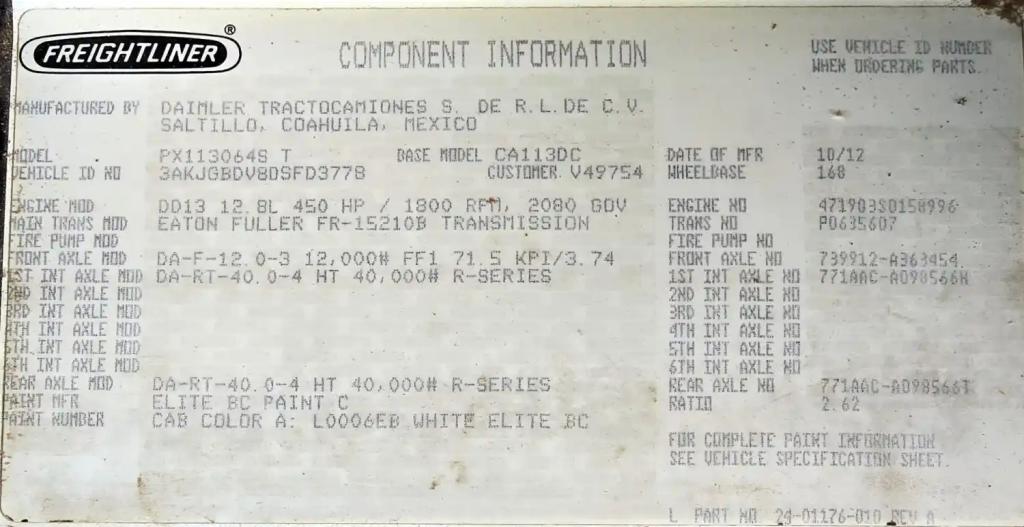 FREIGHTLINER®
COMPONENT INFORMATION
USE VEHICLE ID NUMBER
WHEN ORDERING PARTS.
MANUFACTURED BY DAIMLER TRACTOCAMIONES S. DE R.L.DE C.V.
SALTILLO, COAHUILA, MEXICO
MODEL PX113064S T BASE MODEL CA113DC DATE OF MFR 10/12
VEHICLE ID NO 3AKJGBDV8DSFD3778 CUSTOMER V49754 WHEELBASE 168
ENGINE MOD DD13 12.8L 450 HP / 1800 RPM, 2080 GOV ENGINE NO 471903S0158996
MAIN TRANS MOD EATON FULLER FR-15210B TRANSMISSION TRANS NO P0635607
FIRE PUMP MOD FIRE PUMP NO
FRONT AXLE MOD DA-F-12.0-3 12,000# FF1 71.5 KPI/3.74 FRONT AXLE NO 739912-A363454
1ST INT AXLE MOD DA-RT-40.0-4 HT 40,000# R-SERIES 1ST INT AXLE NO 771AAC-A098566H
2ND INT AXLE MOD 2ND INT AXLE NO
3RD INT AXLE MOD 3RD INT AXLE NO
4TH INT AXLE MOD 4TH INT AXLE NO
5TH INT AXLE MOD 5TH INT AXLE NO
6TH INT AXLE MOD 6TH INT AXLE NO
REAR AXLE MOD DA-RT-40.0-4 HT 40,000# R-SERIES REAR AXLE NO 771AAC-A098566T
PAINT MFR ELITE BC PAINT C RATIO 2.62
PAINT NUMBER CAB COLOR A: L0006EB WHITE ELITE BC
FOR COMPLETE PAINT INFORMATION
SEE VEHICLE SPECIFICATION SHEET.
L PART NO 24-01176-010 REV A